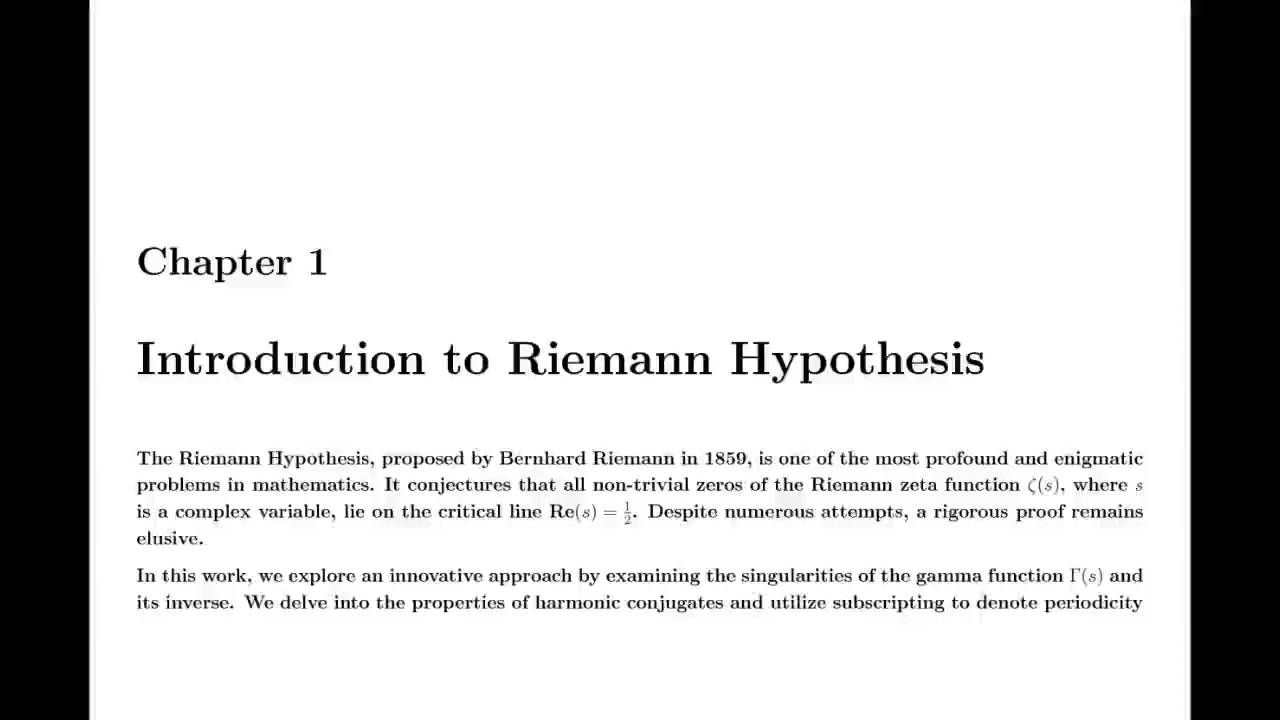 Chapter 1
Introduction to Riemann Hypothesis
The Riemann Hypothesis, proposed by Bernhard Riemann in 1859, is one of the most profound and enigmatic
problems in mathematics. It conjectures that all non-trivial zeros of the Riemann zeta function ζ(s), where s
is a complex variable, lie on the critical line Re(s) = 1/2. Despite numerous attempts, a rigorous proof remains
elusive.
In this work, we explore an innovative approach by examining the singularities of the gamma function Γ(s) and
its inverse. We delve into the properties of harmonic conjugates and utilize subscripting to denote periodicity